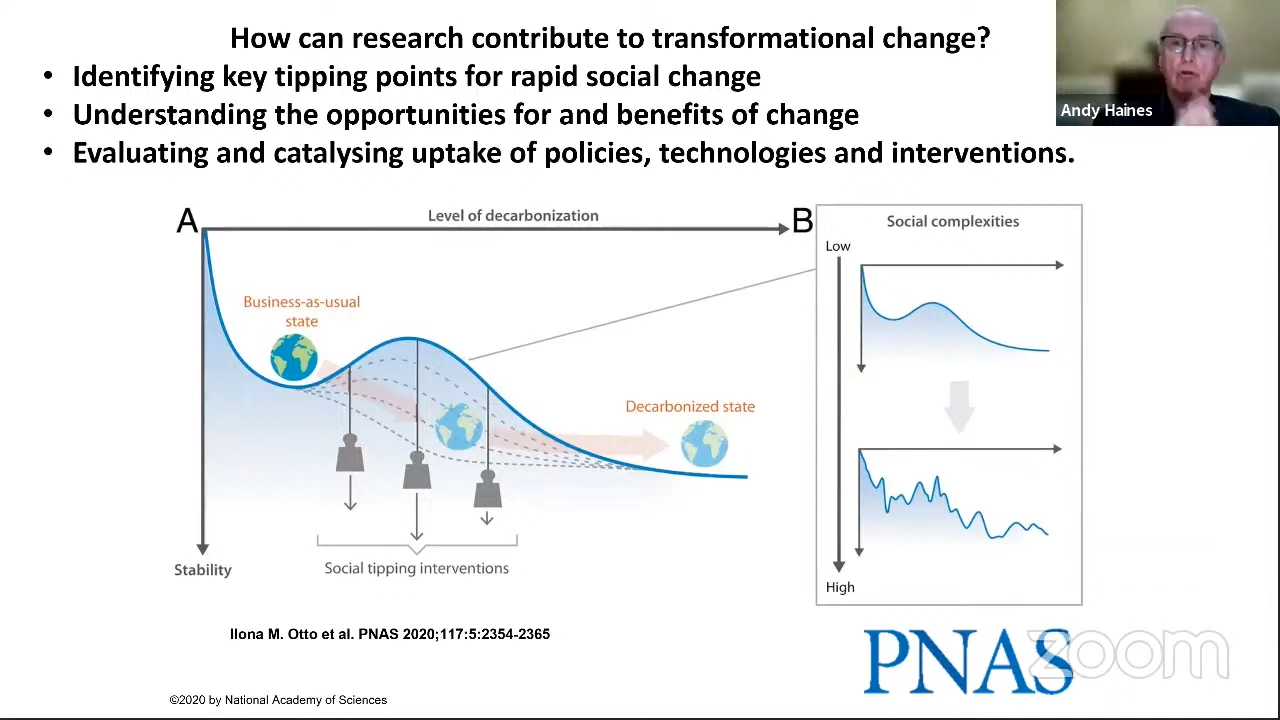 How can research contribute to transformational change?
• Identifying key tipping points for rapid social change
• Understanding the opportunities for and benefits of change
• Evaluating and catalysing uptake of policies, technologies and interventions.
Andy Haines
A
Level of decarbonization
B
Social complexities
Low
Business-as-usual
state
Decarbonized state
Stability
Social tipping interventions
High
Ilona M. Otto et al. PNAS 2020;117:5:2354-2365
PNAS
zoom
©2020 by National Academy of Sciences